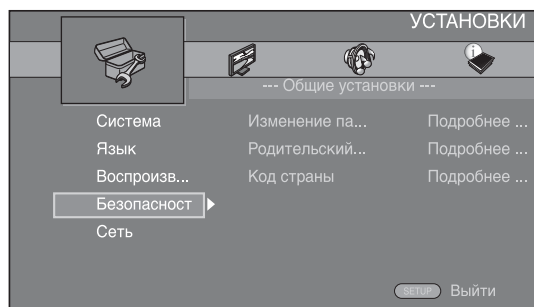 УСТАНОВКИ
--- Общие установки ---
Система
Изменение па... Подробнее ...
Язык
Родительский... Подробнее ...
Воспроизв...
Код страны Подробнее ...
Безопасност
Сеть
SETUP Выйти